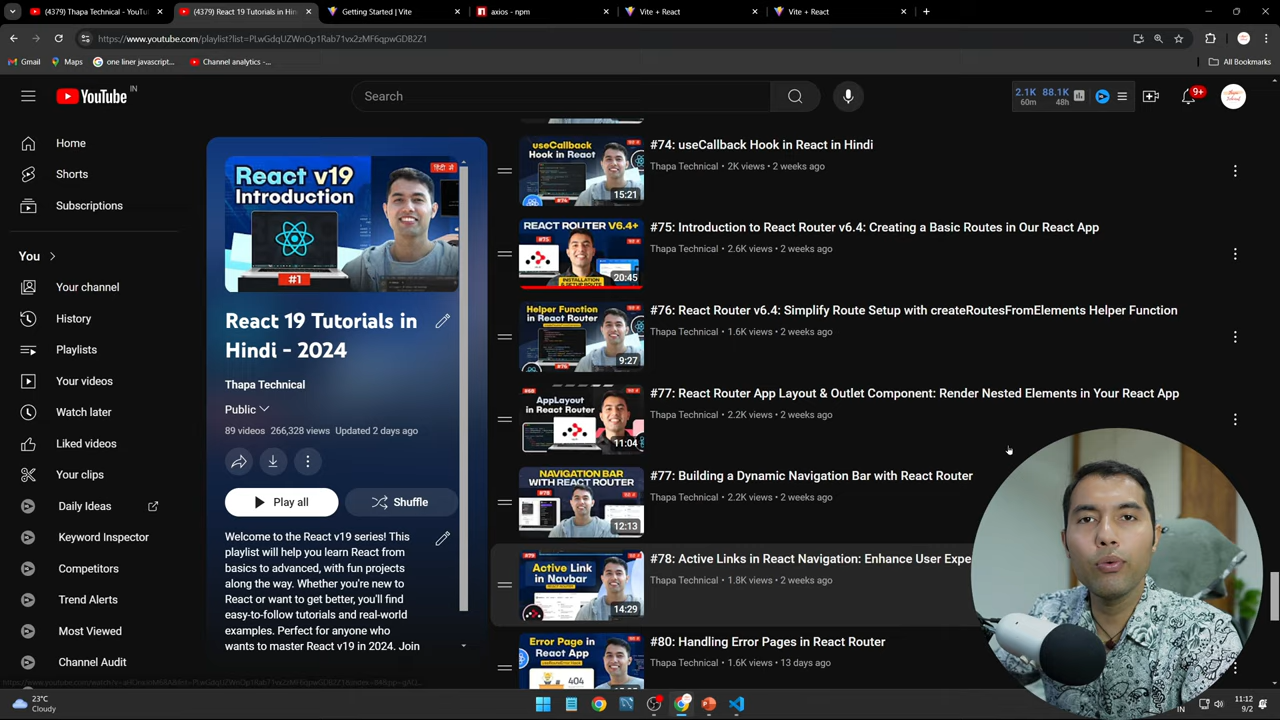 (4379) Thapa Technical - YouTu
(4379) React 19 Tutorials in Hin
Getting Started | Vite
axios - npm
Vite + React
Vite + React
https://www.youtube.com/playlist?list=PLwGdqUZWnOp1Rab71vx2zMF6qpwGDB2Z1
Gmail
Maps
one liner javascript...
Channel analytics -...
All Bookmarks
YouTube IN
Search
2.1K 88.1K
60m 48h
9+
Home
Shorts
Subscriptions
You
Your channel
History
Playlists
Your videos
Watch later
Liked videos
Your clips
Daily Ideas
Keyword Inspector
Competitors
Trend Alerts
Most Viewed
Channel Audit
React v19
Introduction
हिंदी में
#1
React 19 Tutorials in
Hindi - 2024
Thapa Technical
Public
89 videos 266,328 views Updated 2 days ago
Play all
Shuffle
Welcome to the React v19 series! This
playlist will help you learn React from
basics to advanced, with fun projects
along the way. Whether you're new to
React or want to get better, you'll find
easy-to-follow tutorials and real-world
examples. Perfect for anyone who
wants to master React v19 in 2024. Join
useCallback
Hook in React
#74
15:21
#74: useCallback Hook in React in Hindi
Thapa Technical • 2K views • 2 weeks ago
REACT ROUTER V6.4+
#75
INSTALLATION
& SETUP ROUTE
20:45
#75: Introduction to React Router v6.4: Creating a Basic Routes in Our React App
Thapa Technical • 2.6K views • 2 weeks ago
Helper Function
in React Router
#76
9:27
#76: React Router v6.4: Simplify Route Setup with createRoutesFromElements Helper Function
Thapa Technical • 1.6K views • 2 weeks ago
AppLayout
in React Router
11:04
#77: React Router App Layout & Outlet Component: Render Nested Elements in Your React App
Thapa Technical • 2.2K views • 2 weeks ago
NAVIGATION BAR
WITH REACT ROUTER
12:13
#77: Building a Dynamic Navigation Bar with React Router
Thapa Technical • 2.2K views • 2 weeks ago
Active Link
in Navbar
14:29
#78: Active Links in React Navigation: Enhance User Expe
Thapa Technical • 1.8K views • 2 weeks ago
Error Page in
React App
404
#80: Handling Error Pages in React Router
Thapa Technical • 1.6K views • 13 days ago
23°C
Cloudy
IN
11:12
9/2